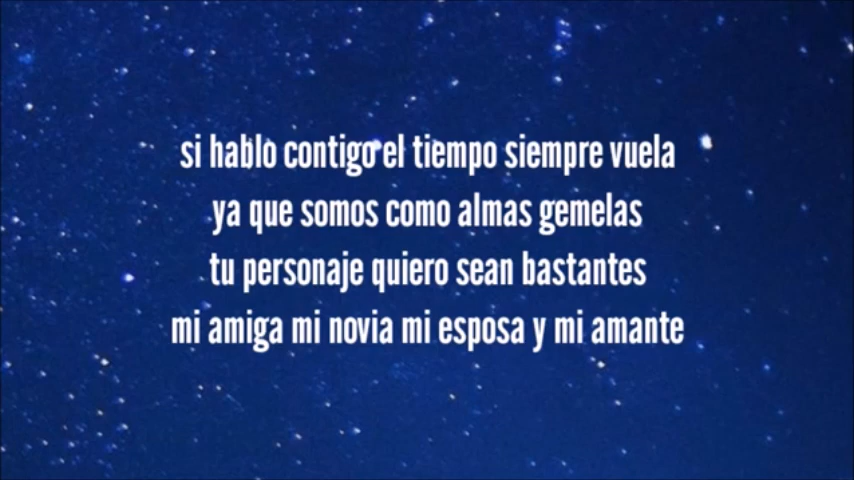 si hablo contigo el tiempo siempre vuela
ya que somos como almas gemelas
tu personaje quiero sean bastantes
mi amiga mi novia mi esposa y mi amante